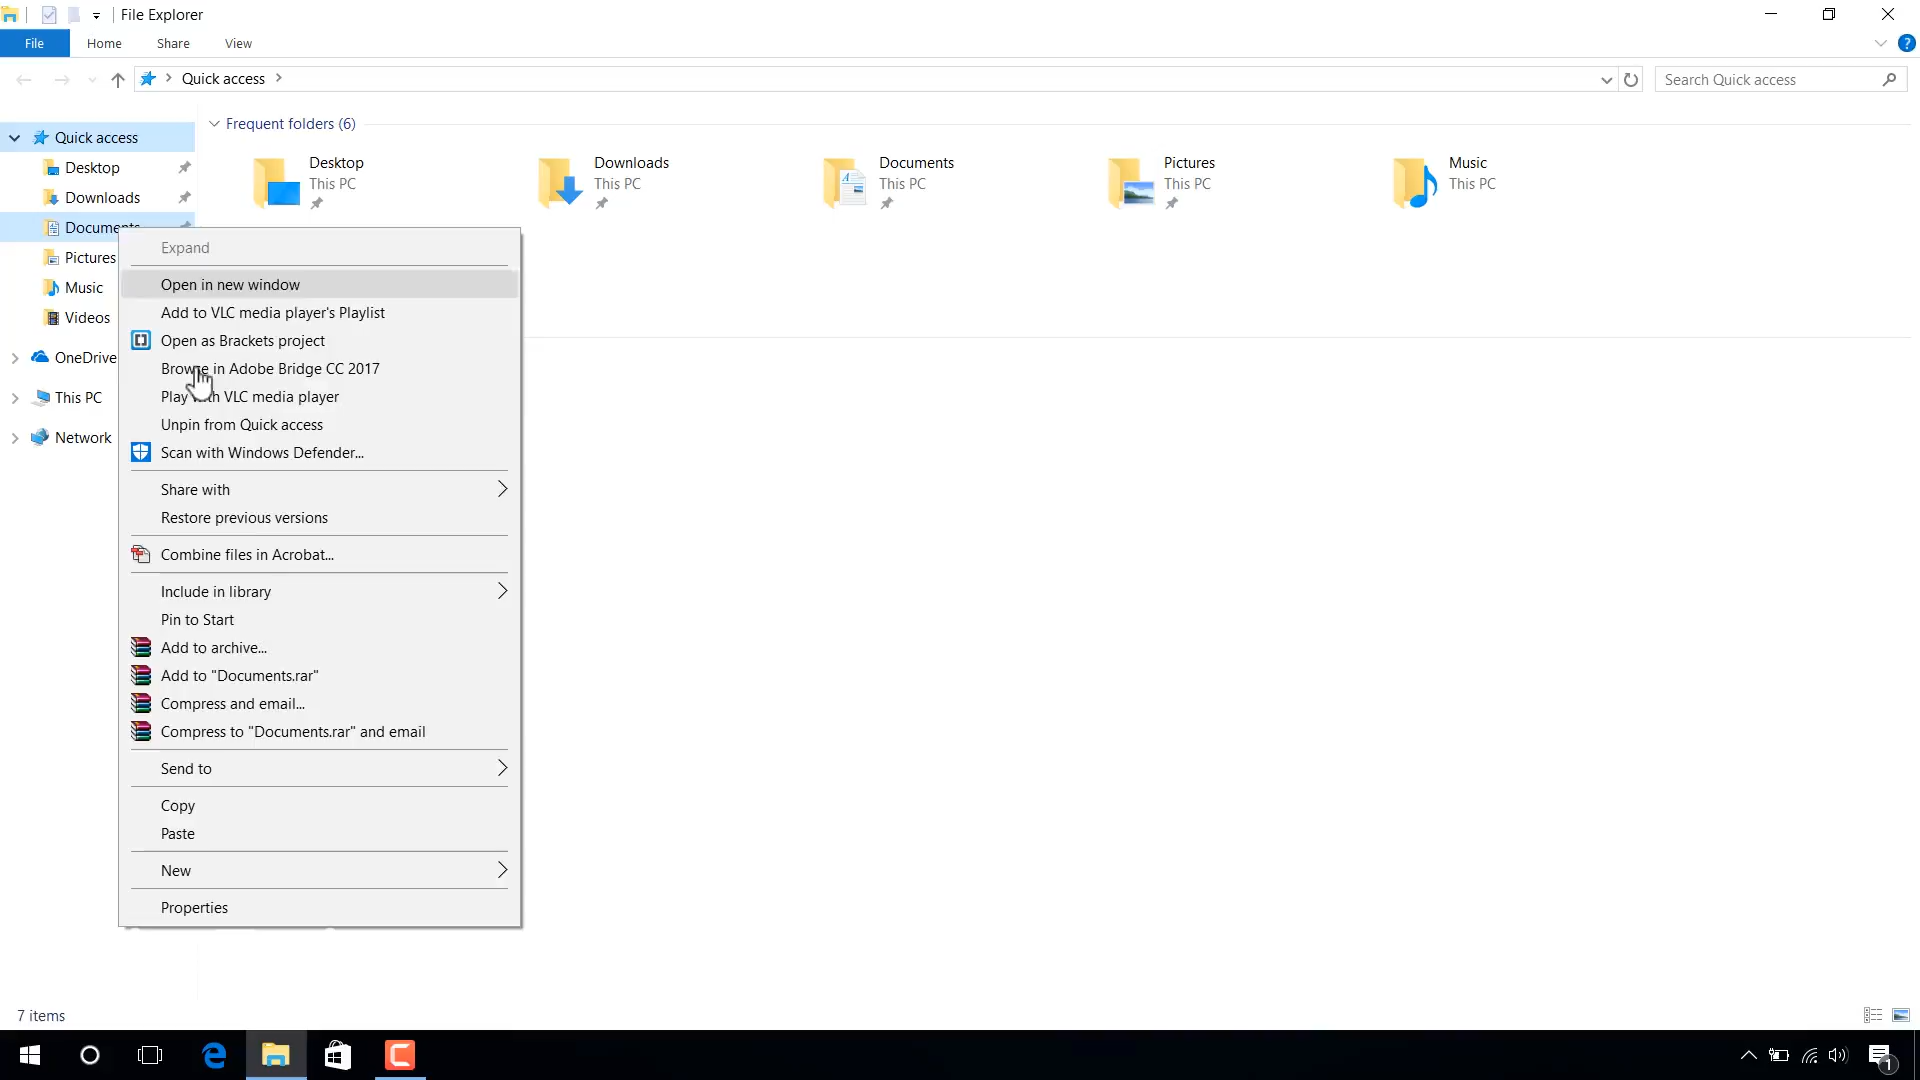 File Explorer
File Home Share View
Quick access
Search Quick access
Quick access
Desktop
Downloads
Documents
Pictures
Music
Videos
OneDrive
This PC
Network
Frequent folders (6)
Desktop
This PC
Downloads
This PC
Documents
This PC
Pictures
This PC
Music
This PC
Expand
Open in new window
Add to VLC media player's Playlist
Open as Brackets project
Browse in Adobe Bridge CC 2017
Play with VLC media player
Unpin from Quick access
Scan with Windows Defender...
Share with
Restore previous versions
Combine files in Acrobat...
Include in library
Pin to Start
Add to archive...
Add to "Documents.rar"
Compress and email...
Compress to "Documents.rar" and email
Send to
Copy
Paste
New
Properties
7 items
1